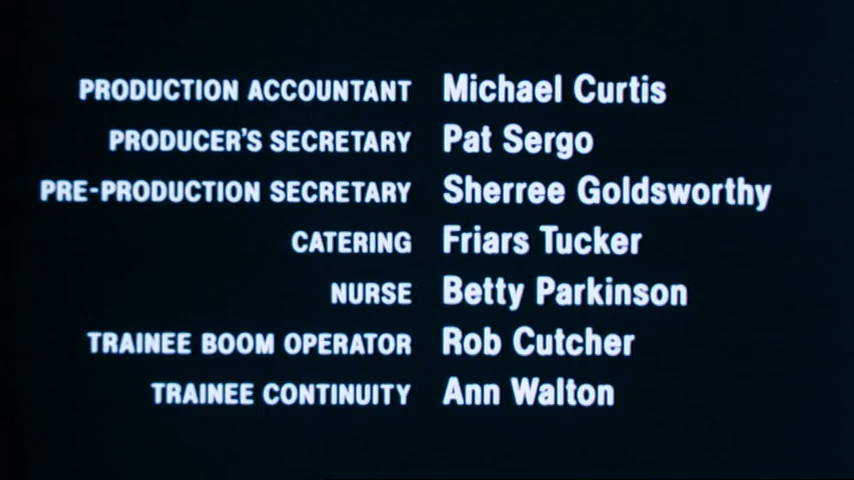 PRODUCTION ACCOUNTANT Michael Curtis
PRODUCER'S SECRETARY Pat Sergo
PRE-PRODUCTION SECRETARY Sherree Goldsworthy
CATERING Friars Tucker
NURSE Betty Parkinson
TRAINEE BOOM OPERATOR Rob Cutcher
TRAINEE CONTINUITY Ann Walton